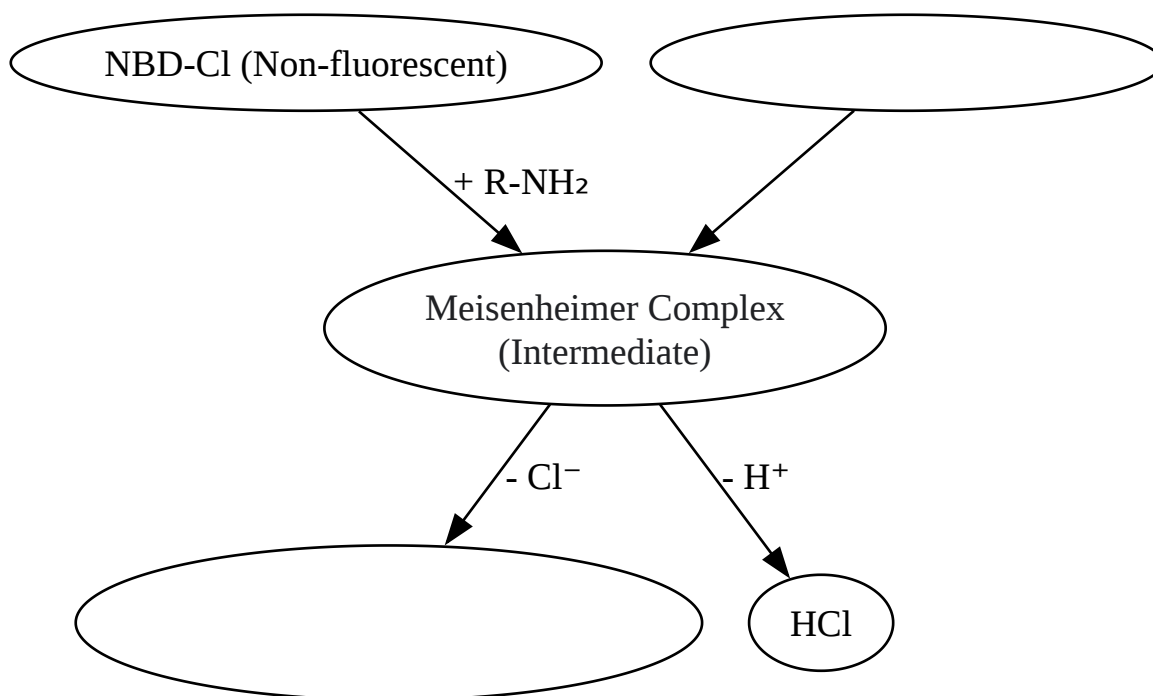 NBD-Cl (Non-fluorescent)
+ R-NH₂
Meisenheimer Complex
(Intermediate)
- Cl⁻
- H⁺
HCl